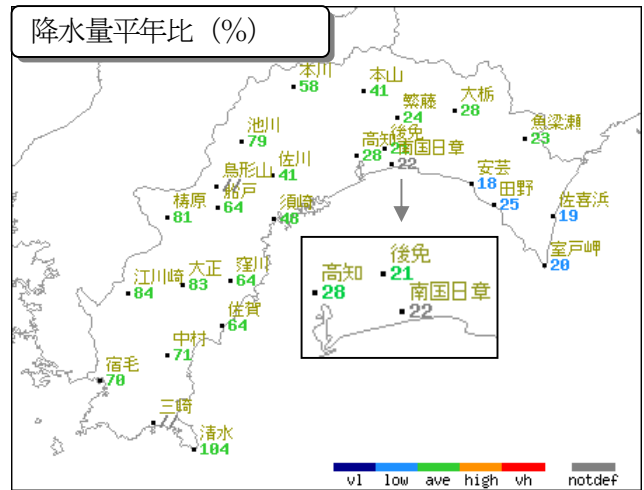 降水量平年比（%）
本川
58
本山
41
繁藤
24
大栃
28
魚梁瀬
23
池川
79
高知
28
後免
21
南国日章
22
鳥形山
//
佐川
41
船戸
64
安芸
18
田野
25
佐喜浜
19
梼原
81
須崎
48
室戸岬
20
後免
21
高知
28
南国日章
22
江川崎
84
大正
83
窪川
64
佐賀
64
中村
71
宿毛
70
三崎
//
清水
104
vl low ave high vh notdef